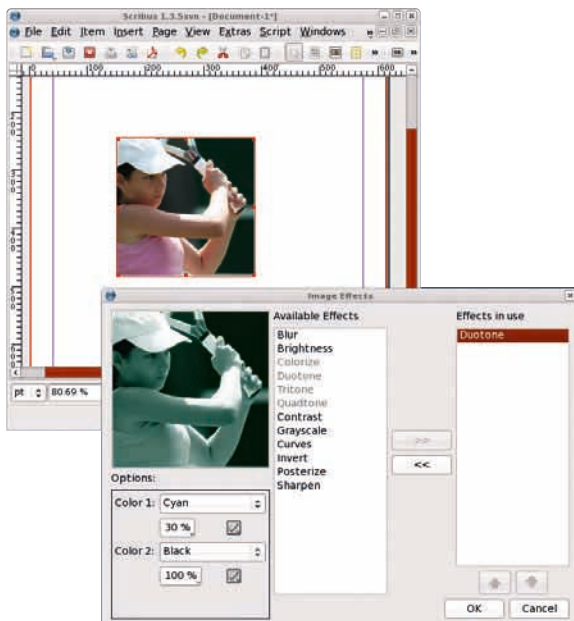 Scribus 1.3.5svn - [Document-1*]
File Edit Item Insert Page View Extras Script Windows »
» »
0 100 200 300 400 500 600
pt 80.69 %
Image Effects
Available Effects
Blur
Brightness
Colorize
Duotone
Tritone
Quadtone
Contrast
Grayscale
Curves
Invert
Posterize
Sharpen
>>
<<
Effects in use
Duotone
Options:
Color 1: Cyan
30 %
Color 2: Black
100 %
OK Cancel